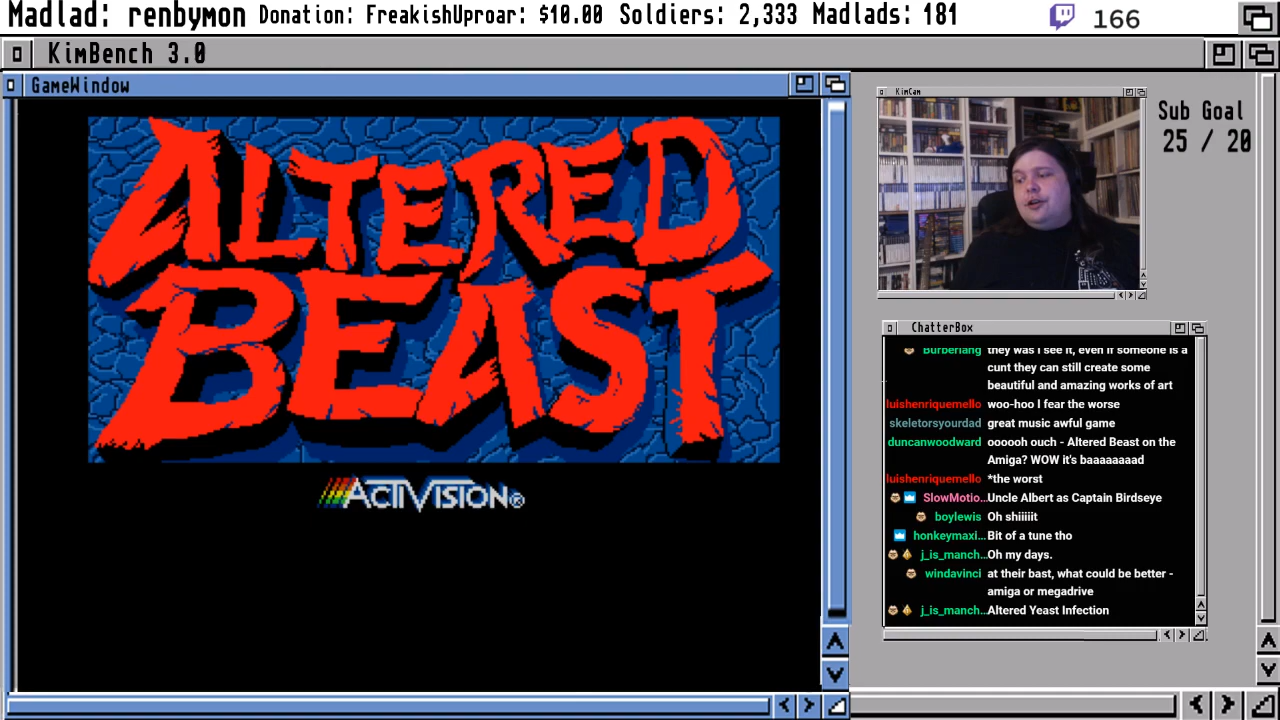 Madlad: renbymon Donation: FreakishUproar: $10.00 Soldiers: 2,333 Madlads: 181 166
KimBench 3.0
GameWindow
ALTERED
BEAST
ACTIVISION®
KimCam
Sub Goal
25 / 20
ChatterBox
Burberlang they was I see it, even if someone is a
cunt they can still create some
beautiful and amazing works of art
luishenriquemello woo-hoo I fear the worse
skeletorsyourdad great music awful game
duncanwoodward oooooh ouch - Altered Beast on the
Amiga? WOW it's baaaaaaad
luishenriquemello *the worst
SlowMotio... Uncle Albert as Captain Birdseye
boylewis Oh shiiiiit
honkeymaxi... Bit of a tune tho
j_is_manch... Oh my days.
windavinci at their bast, what could be better -
amiga or megadrive
j_is_manch... Altered Yeast Infection